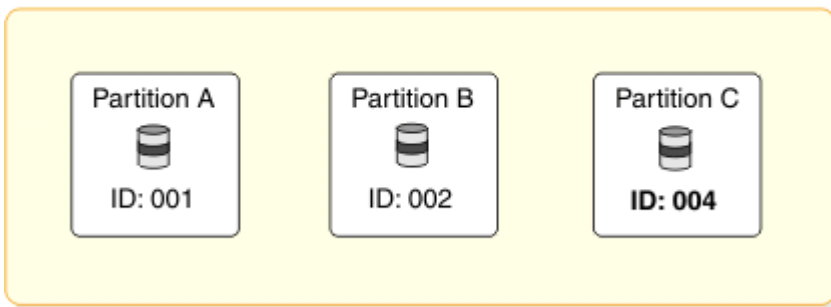 Partition A
ID: 001
Partition B
ID: 002
Partition C
ID: 004